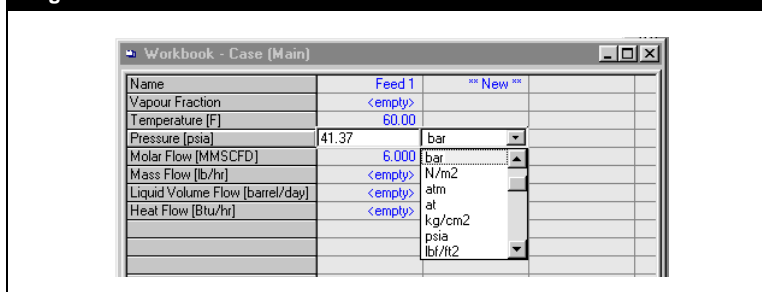 Workbook - Case (Main)
Name Feed 1 ** New **
Vapour Fraction <empty>
Temperature [F] 60.00
Pressure [psia] 41.37 bar
Molar Flow [MMSCFD] 6.000 bar
Mass Flow [lb/hr] <empty> N/m2
Liquid Volume Flow [barrel/day] <empty> atm
Heat Flow [Btu/hr] <empty> at
kg/cm2
psia
lbf/ft2